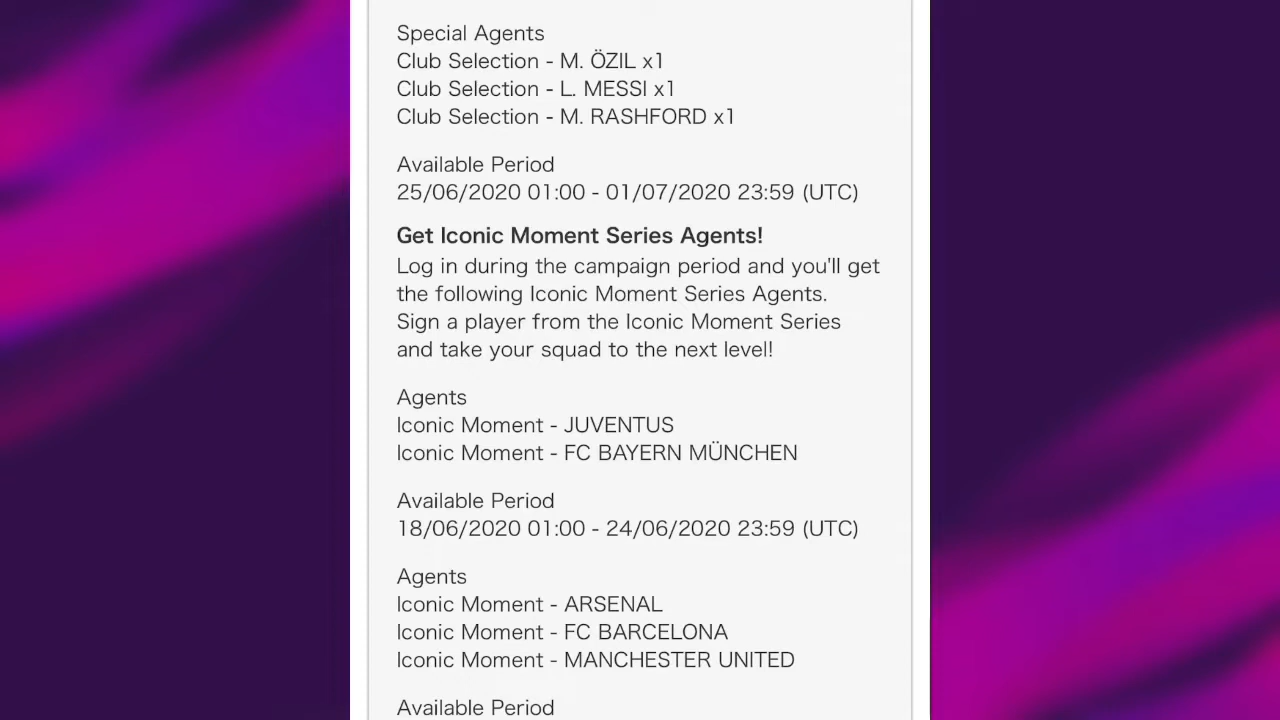 Special Agents
Club Selection - M. ÖZIL x1
Club Selection - L. MESSI x1
Club Selection - M. RASHFORD x1
Available Period
25/06/2020 01:00 - 01/07/2020 23:59 (UTC)
Get Iconic Moment Series Agents!
Log in during the campaign period and you'll get
the following Iconic Moment Series Agents.
Sign a player from the Iconic Moment Series
and take your squad to the next level!
Agents
Iconic Moment - JUVENTUS
Iconic Moment - FC BAYERN MÜNCHEN
Available Period
18/06/2020 01:00 - 24/06/2020 23:59 (UTC)
Agents
Iconic Moment - ARSENAL
Iconic Moment - FC BARCELONA
Iconic Moment - MANCHESTER UNITED
Available Period